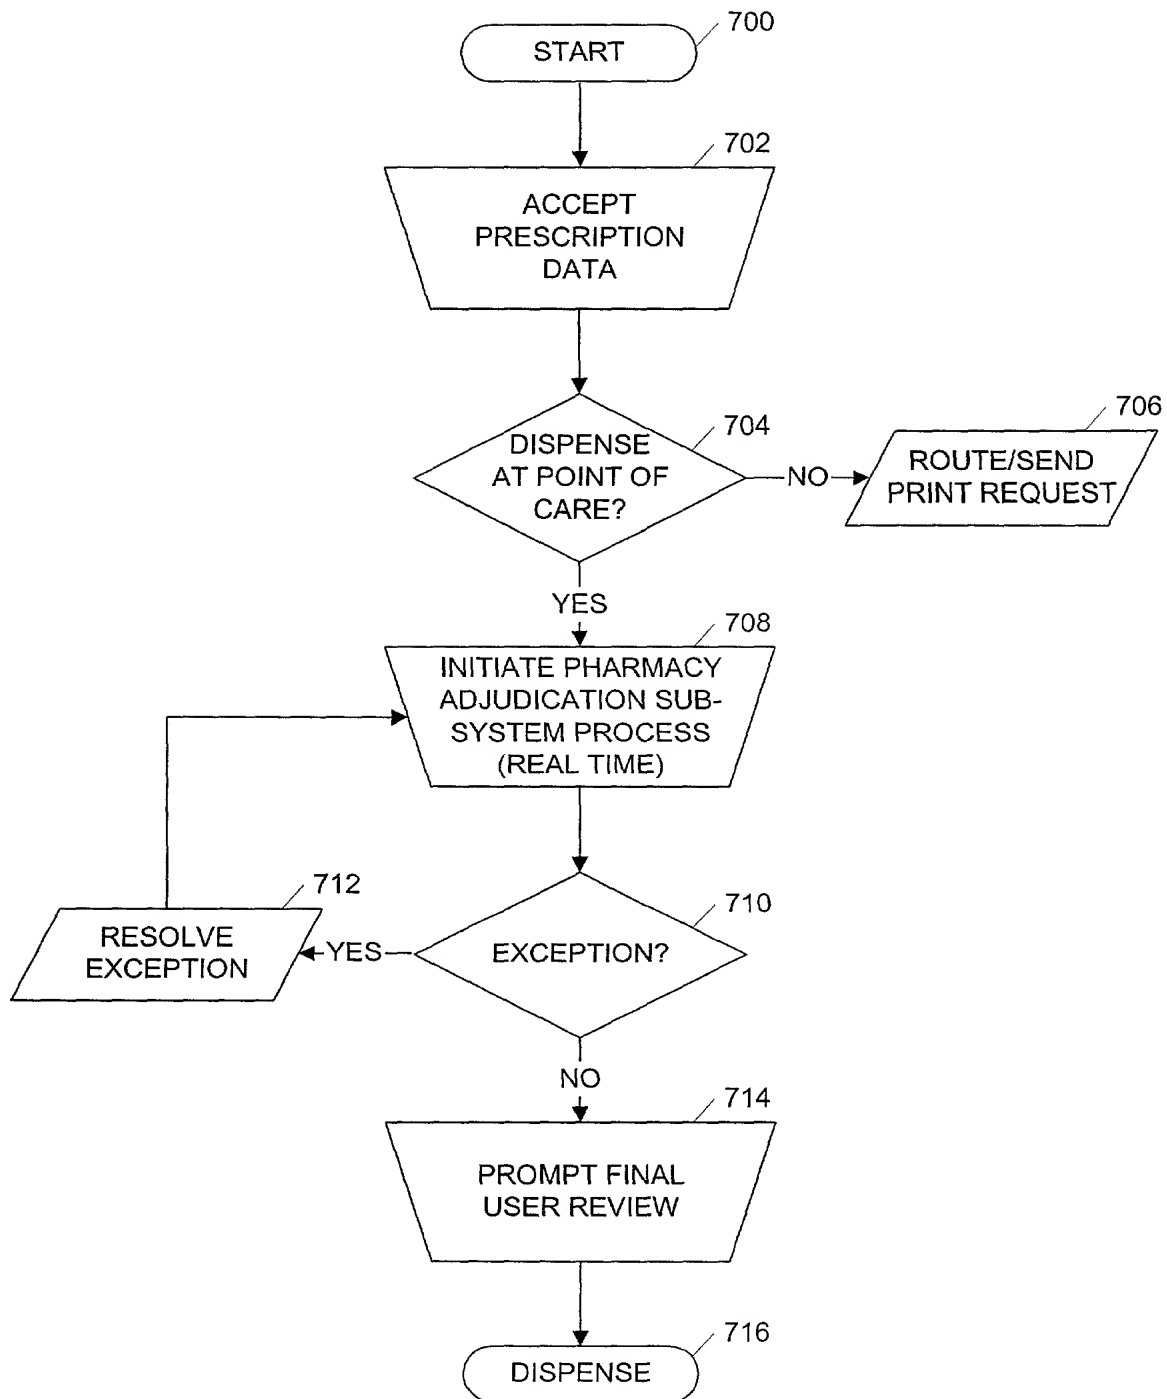 700
START
702
ACCEPT
PRESCRIPTION
DATA
704
DISPENSE
AT POINT OF
CARE?
NO
706
ROUTE/SEND
PRINT REQUEST
YES
708
INITIATE PHARMACY
ADJUDICATION SUB-
SYSTEM PROCESS
(REAL TIME)
710
EXCEPTION?
YES
712
RESOLVE
EXCEPTION
NO
714
PROMPT FINAL
USER REVIEW
716
DISPENSE